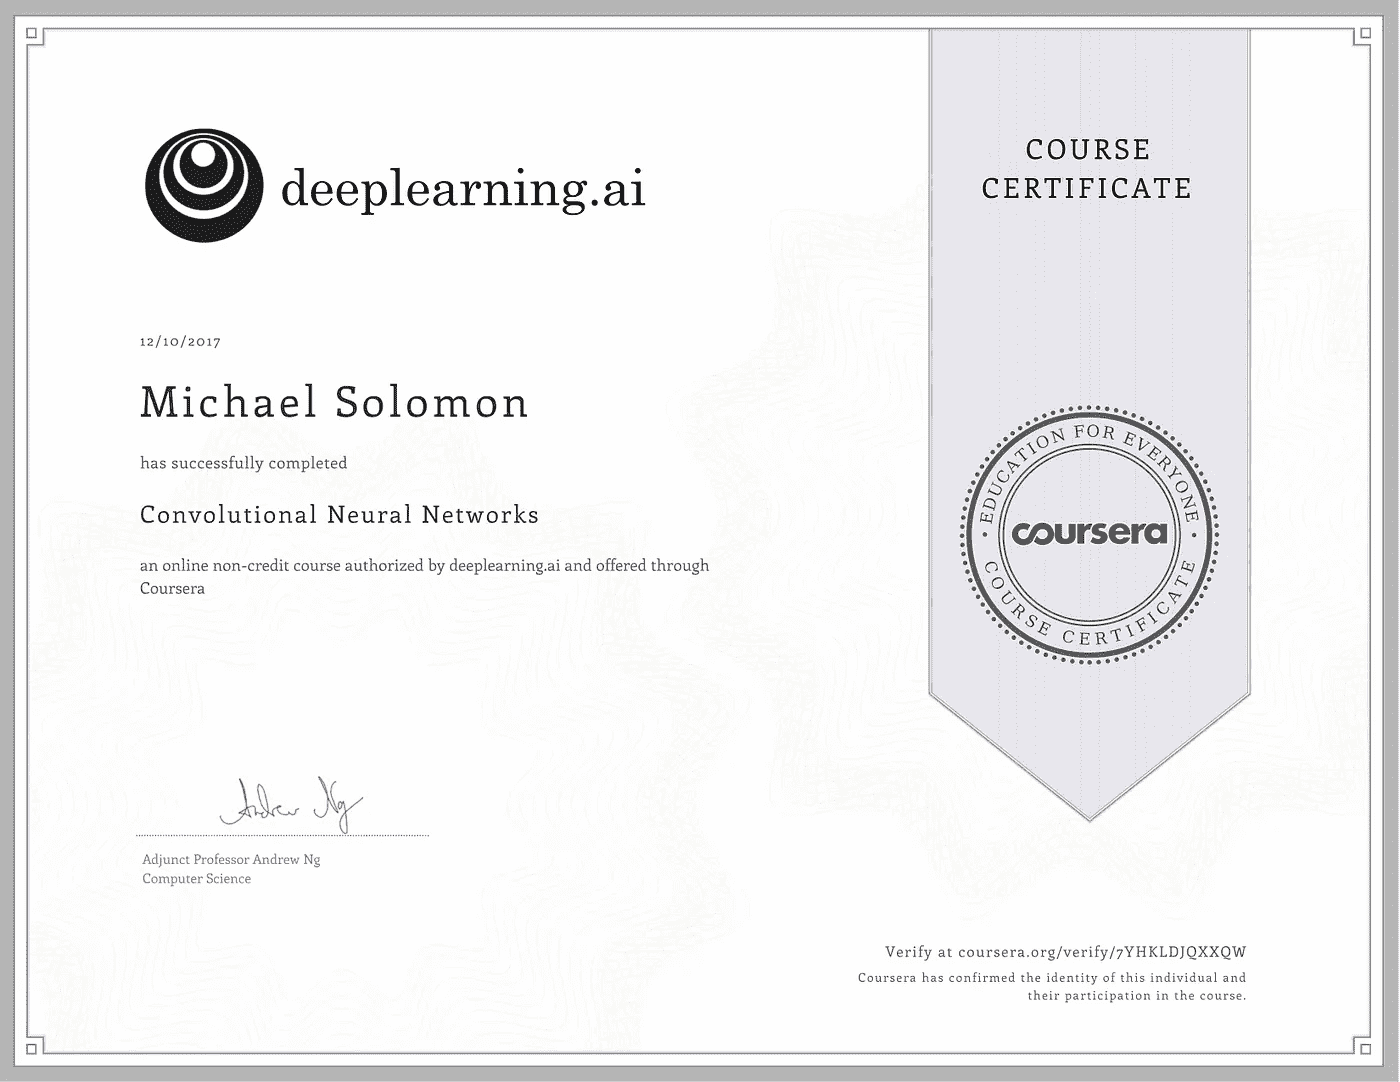 deeplearning.ai
COURSE
CERTIFICATE
12/10/2017
Michael Solomon
has successfully completed
Convolutional Neural Networks
an online non-credit course authorized by deeplearning.ai and offered through
Coursera
EDUCATION FOR EVERYONE
coursera
COURSE CERTIFICATE
Andrew Ng
Adjunct Professor Andrew Ng
Computer Science
Verify at coursera.org/verify/7YHKLDJQXXQW
Coursera has confirmed the identity of this individual and
their participation in the course.